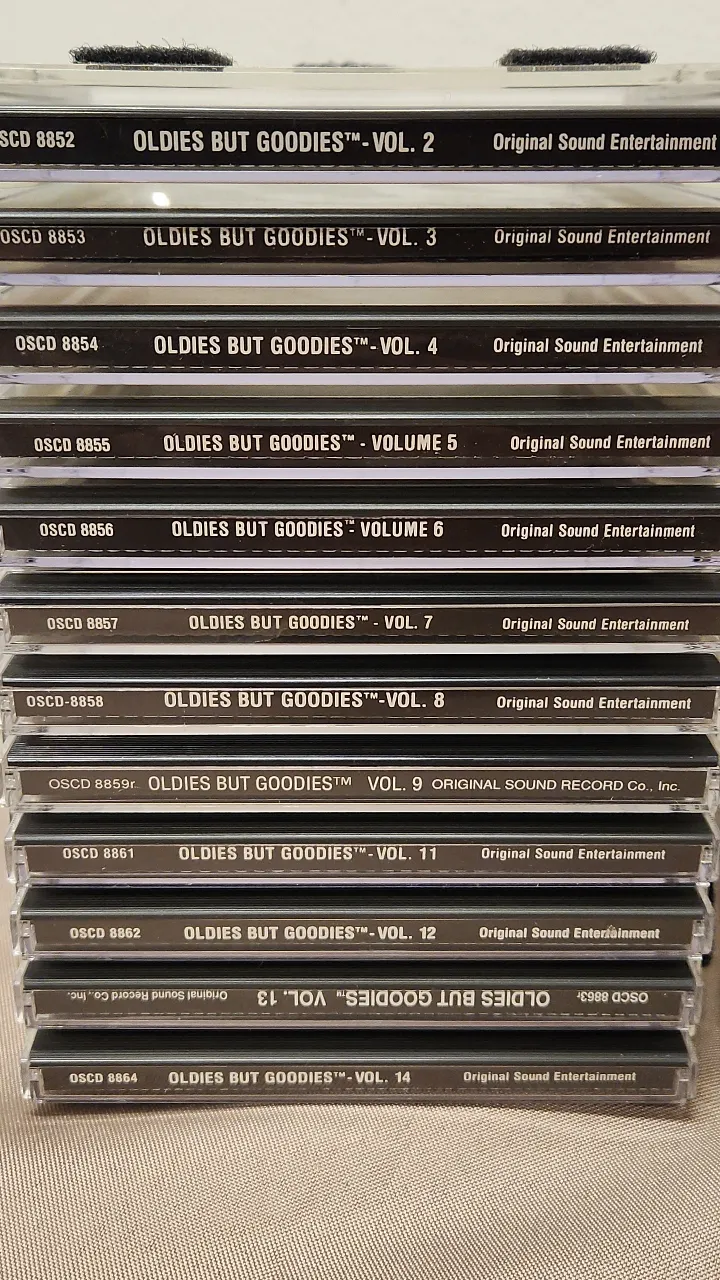 SCD 8852 OLDIES BUT GOODIES™-VOL. 2 Original Sound Entertainment
OSCD 8853 OLDIES BUT GOODIES™-VOL. 3 Original Sound Entertainment
OSCD 8854 OLDIES BUT GOODIES™-VOL. 4 Original Sound Entertainment
OSCD 8855 OLDIES BUT GOODIES™ - VOLUME 5 Original Sound Entertainment
OSCD 8856 OLDIES BUT GOODIES™- VOLUME 6 Original Sound Entertainment
OSCD 8857 OLDIES BUT GOODIES™ - VOL. 7 Original Sound Entertainment
OSCD-8858 OLDIES BUT GOODIES™-VOL. 8 Original Sound Entertainment
OSCD 8859r OLDIES BUT GOODIES™ VOL. 9 ORIGINAL SOUND RECORD Co., Inc.
OSCD 8861 OLDIES BUT GOODIES™-VOL. 11 Original Sound Entertainment
OSCD 8862 OLDIES BUT GOODIES™-VOL. 12 Original Sound Entertainment
OSCD 8863r OLDIES BUT GOODIES™ VOL. 13 Original Sound Record Co., Inc.
OSCD 8864 OLDIES BUT GOODIES™-VOL. 14 Original Sound Entertainment